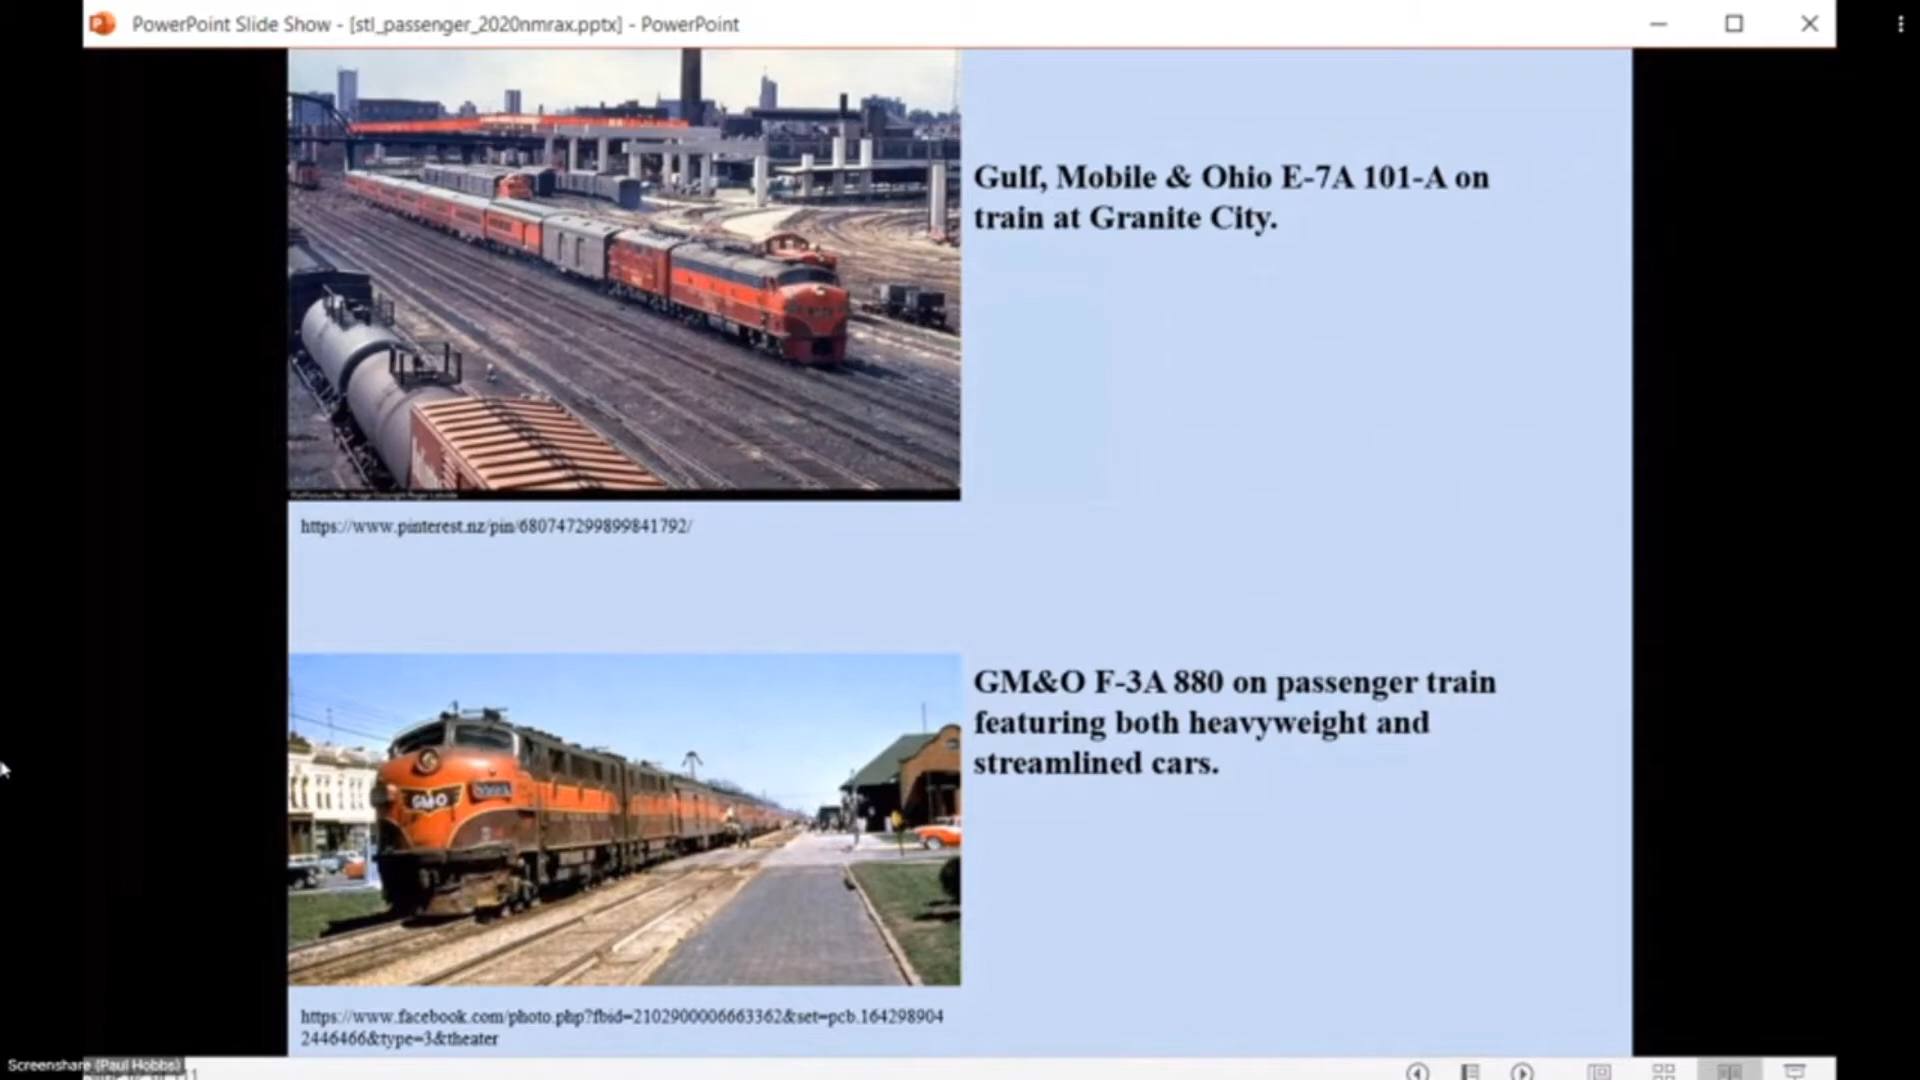 PowerPoint Slide Show - [stl_passenger_2020nmrax.pptx] - PowerPoint
Gulf, Mobile & Ohio E-7A 101-A on
train at Granite City.
https://www.pinterest.nz/pin/680747299899841792/
GM&O F-3A 880 on passenger train
featuring both heavyweight and
streamlined cars.
GM&O
https://www.facebook.com/photo.php?fbid=2102900006663362&set=pcb.164298904
2446466&type=3&theater
Screenshare (Paul Hobbs)